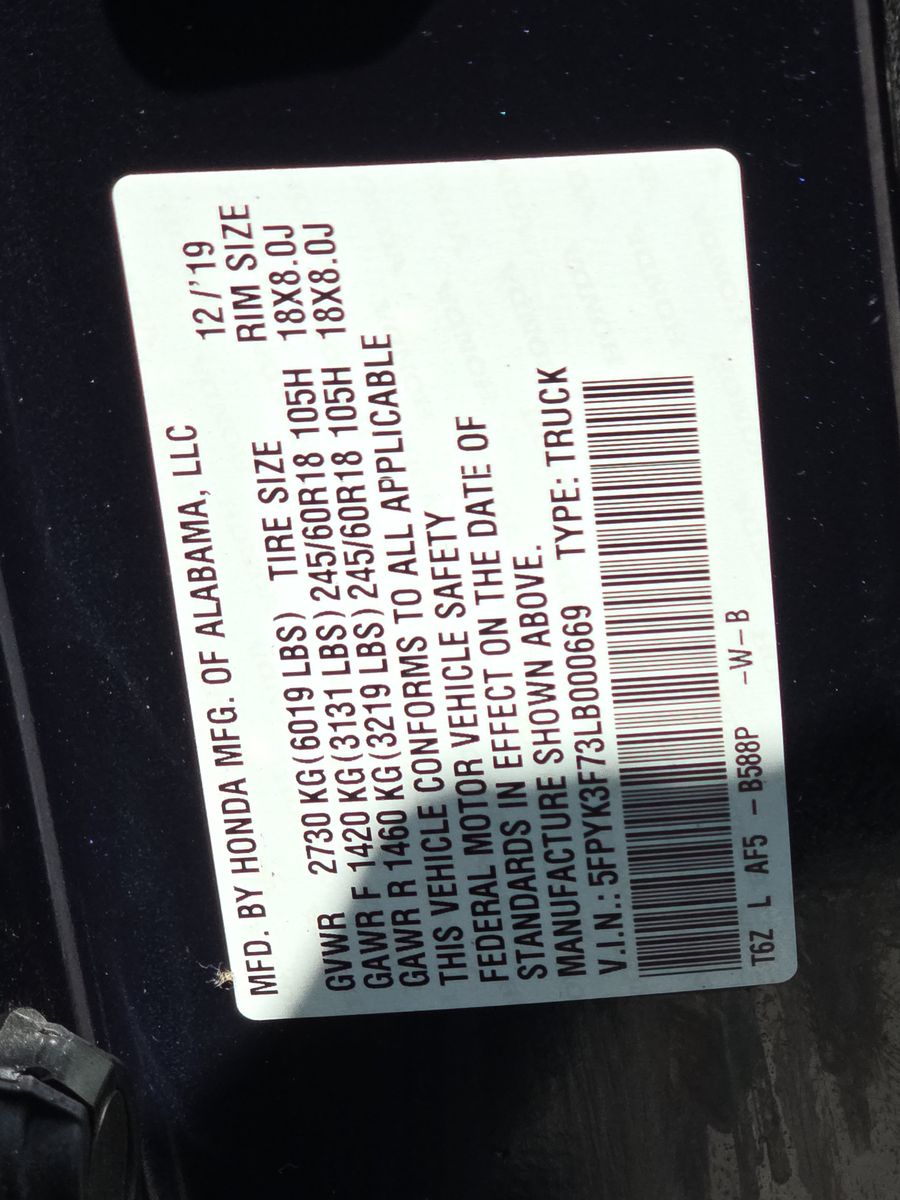 MFD. BY HONDA MFG. OF ALABAMA, LLC 12/'19
TIRE SIZE RIM SIZE
GVWR 2730 KG(6019 LBS)
GAWR F 1420 KG(3131 LBS) 245/60R18 105H 18X8.0J
GAWR R 1460 KG(3219 LBS) 245/60R18 105H 18X8.0J
THIS VEHICLE CONFORMS TO ALL APPLICABLE
FEDERAL MOTOR VEHICLE SAFETY
STANDARDS IN EFFECT ON THE DATE OF
MANUFACTURE SHOWN ABOVE.
V.I.N.: 5FPYK3F73LB000669 TYPE: TRUCK
T6Z L AF5 -B588P -W-B